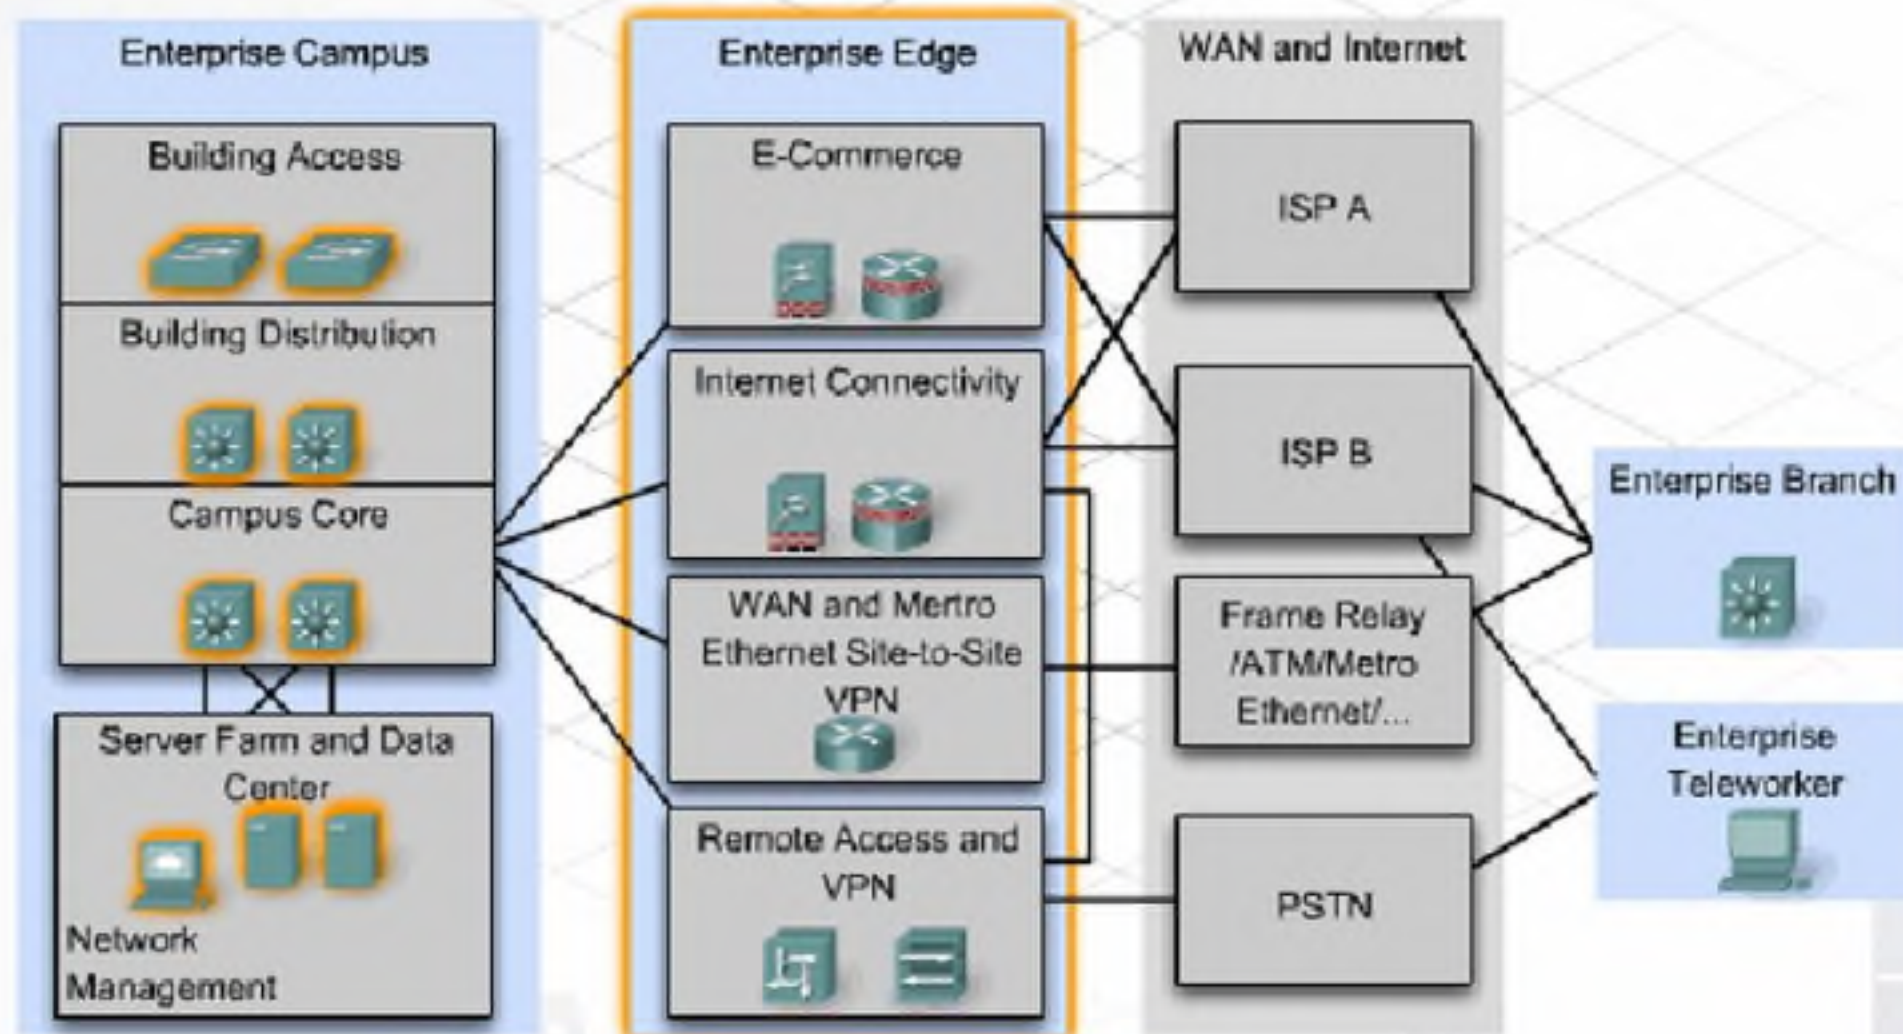 Enterprise Campus
Building Access
Building Distribution
Campus Core
Server Farm and Data
Center
Network
Management
Enterprise Edge
E-Commerce
Internet Connectivity
WAN and Mertro
Ethernet Site-to-Site
VPN
Remote Access and
VPN
WAN and Internet
ISP A
ISP B
Frame Relay
/ATM/Metro
Ethernet/...
PSTN
Enterprise Branch
Enterprise
Teleworker